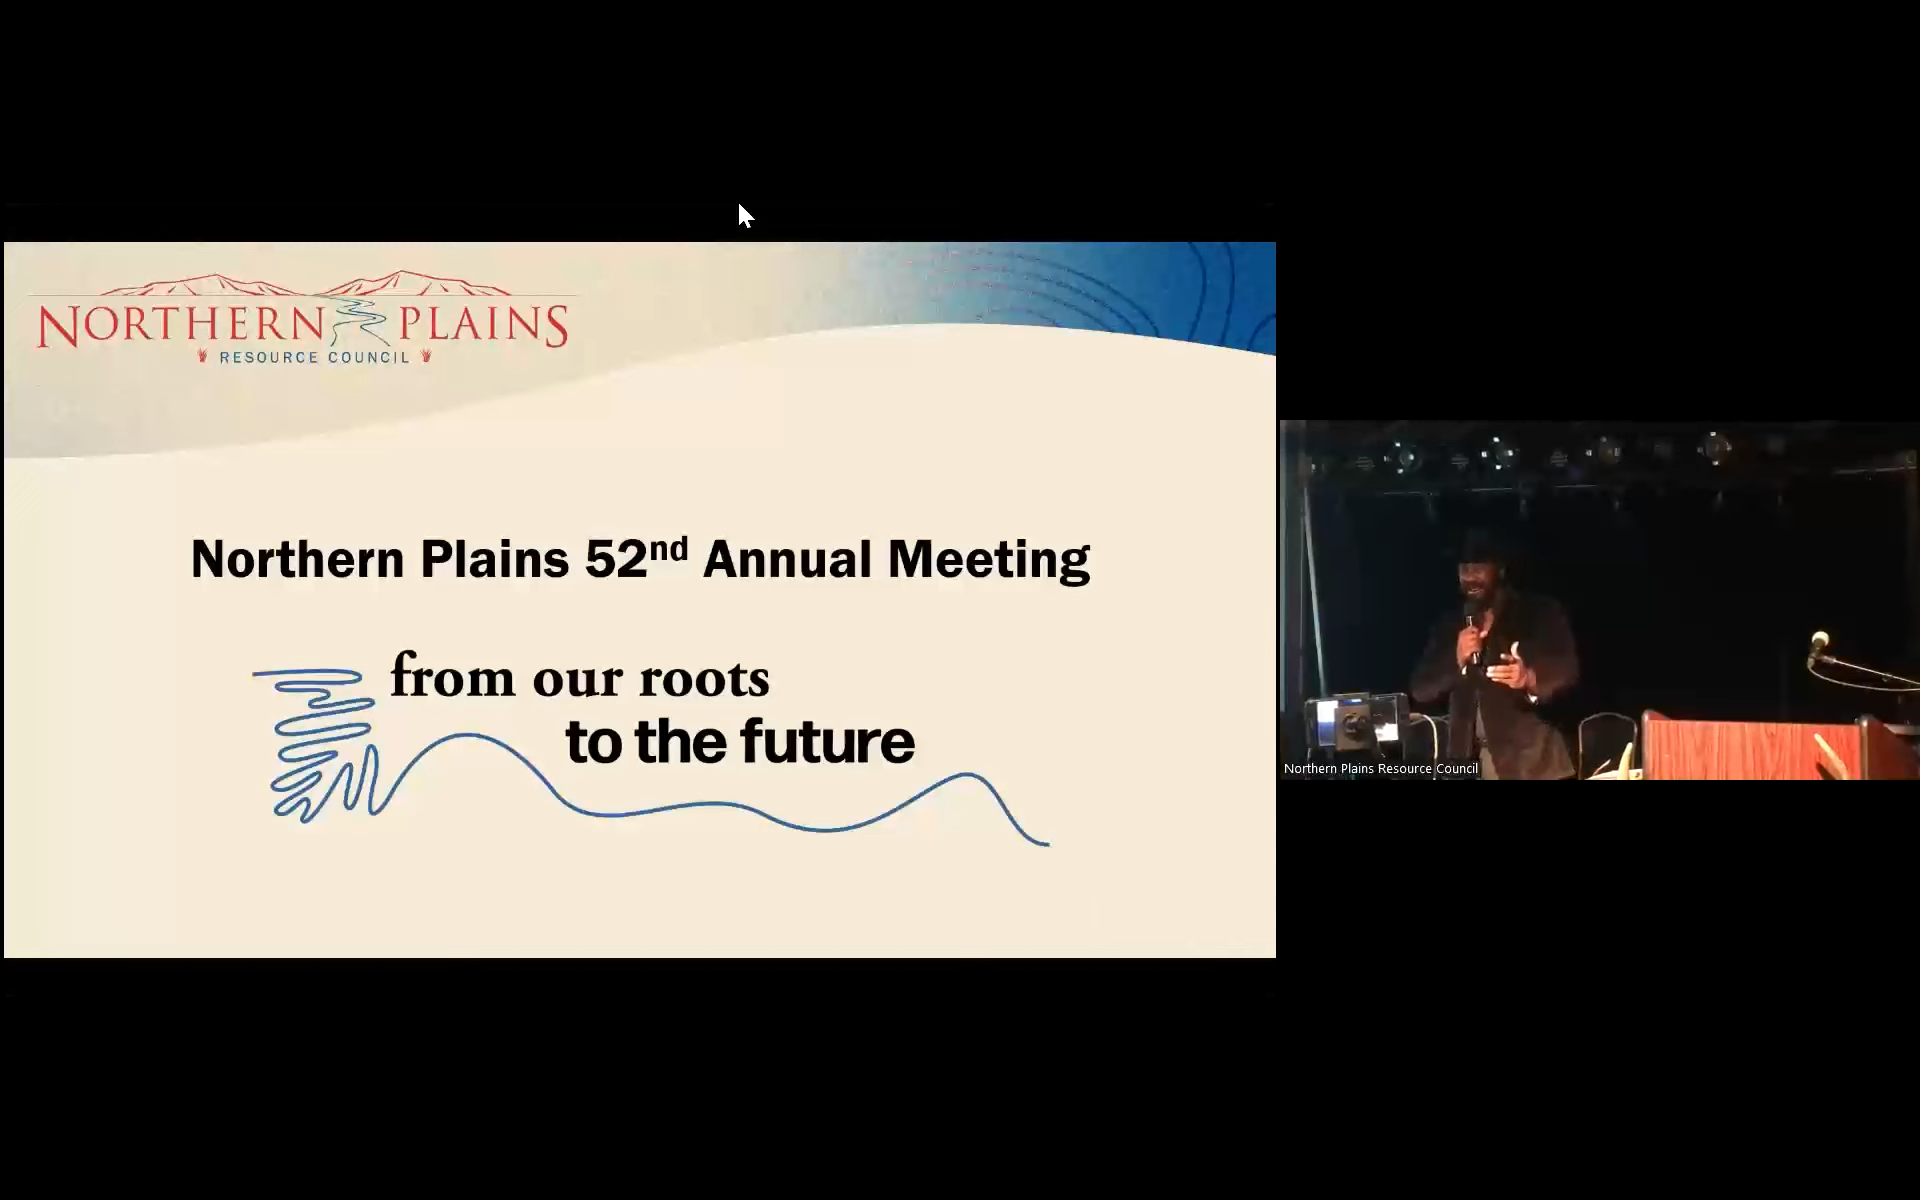 NORTHERN PLAINS
RESOURCE COUNCIL
Northern Plains 52nd Annual Meeting
from our roots
to the future
Northern Plains Resource Council